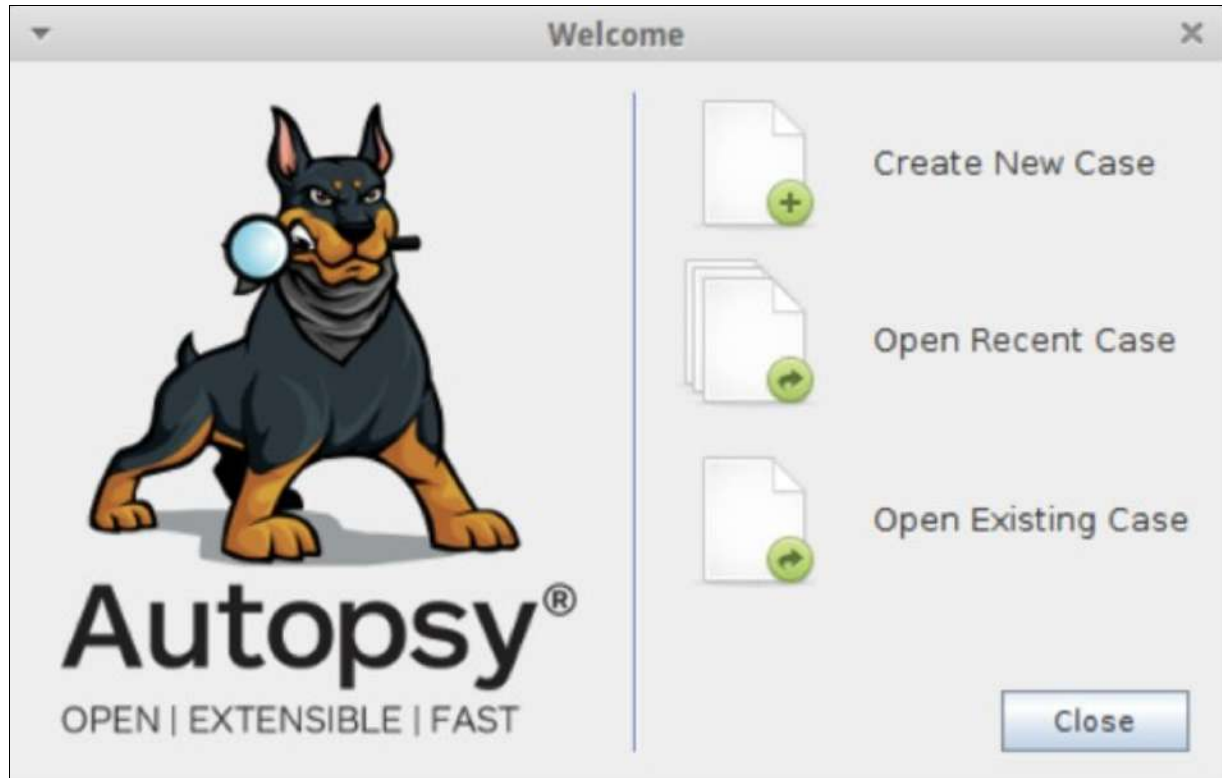 Welcome
Create New Case
Open Recent Case
Open Existing Case
Autopsy®
OPEN | EXTENSIBLE | FAST
Close